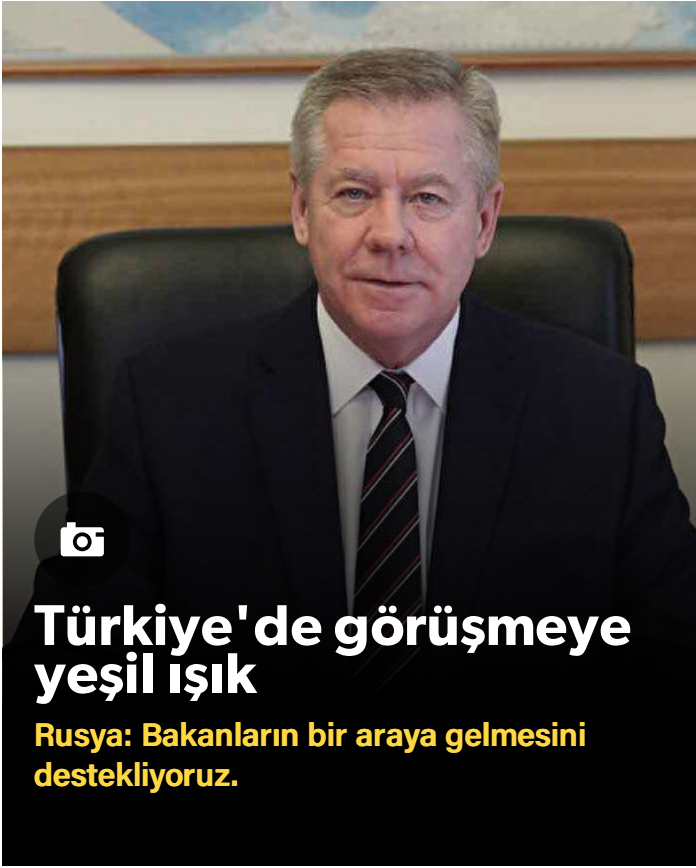 Türkiye'de görüşmeye
yeşil ışık
Rusya: Bakanların bir araya gelmesini
destekliyoruz.